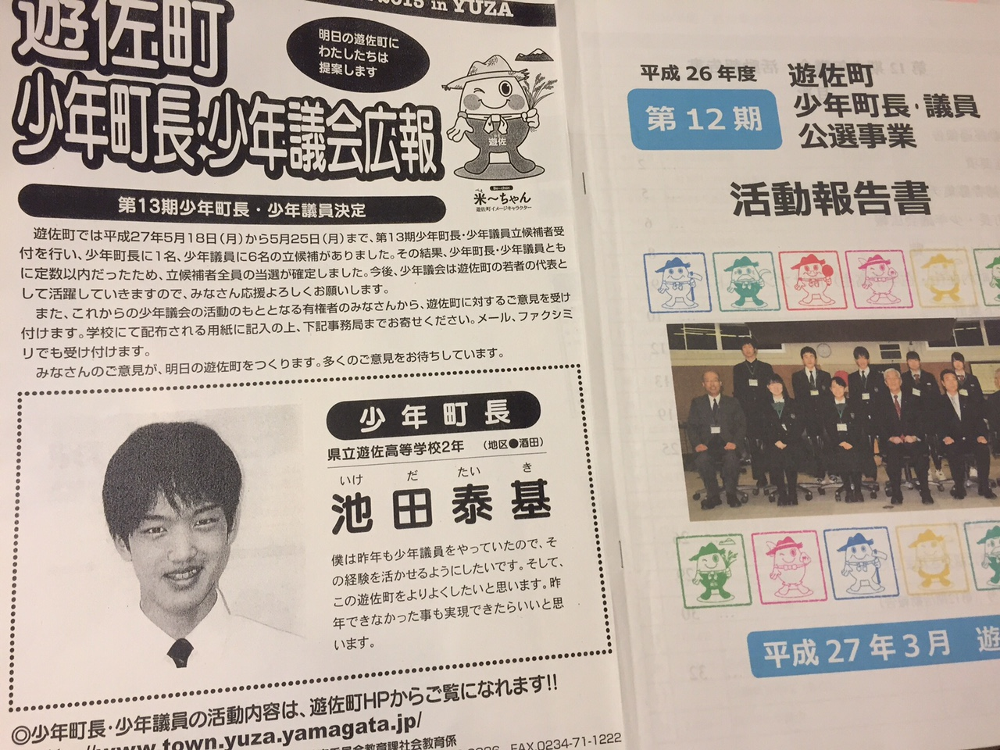 2015 in YUZA
遊佐町
少年町長・少年議会広報
明日の遊佐町に
わたしたちは
提案します
遊佐
米～ちゃん
遊佐町イメージキャラクター
第13期少年町長・少年議員決定
遊佐町では平成27年5月18日(月)から5月25日(月)まで、第13期少年町長・少年議員立候補者受
付を行い、少年町長に1名、少年議員に6名の立候補がありました。その結果、少年町長・少年議員とも
に定数以内だったため、立候補者全員の当選が確定しました。今後、少年議会は遊佐町の若者の代表と
して活躍していきますので、みなさん応援よろしくお願いします。
また、これからの少年議会の活動のもととなる有権者のみなさんから、遊佐町に対するご意見を受け
付けます。学校にて配布される用紙に記入の上、下記事務局までお寄せください。メール、ファクシミ
リでも受け付けます。
みなさんのご意見が、明日の遊佐町をつくります。多くのご意見をお待ちしています。
少年町長
県立遊佐高等学校2年 (地区●酒田)
いけ だ たい き
池田泰基
僕は昨年も少年議員をやっていたので、そ
の経験を活かせるようにしたいです。そして、
この遊佐町をよりよくしたいと思います。昨
年できなかった事も実現できたらいいと思
います。
◎少年町長・少年議員の活動内容は、遊佐町HPからご覧になれます!!
www.town.yuza.yamagata.jp/
教育課社会教育係
FAX.0234-71-1222
平成26年度
第12期
遊佐町
少年町長・議員
公選事業
活動報告書
平成27年3月 遊